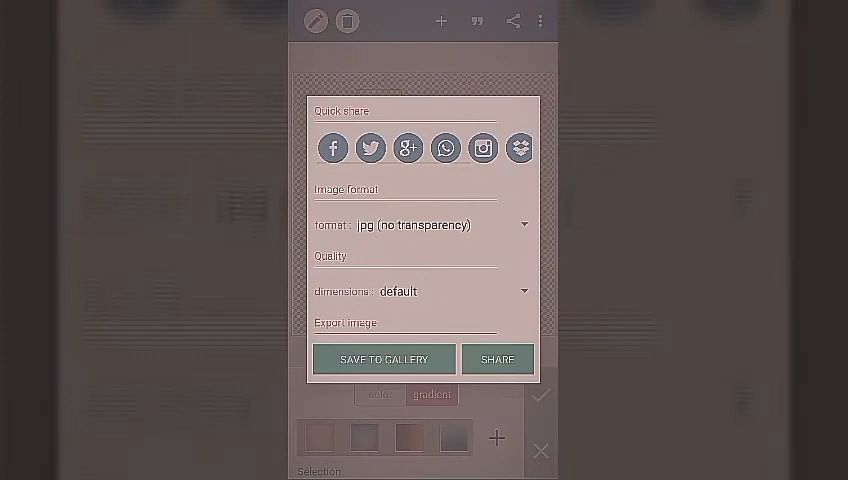 Quick share
Image format
format : jpg (no transparency)
Quality
dimensions : default
Export image
SAVE TO GALLERY SHARE
color gradient
Selection